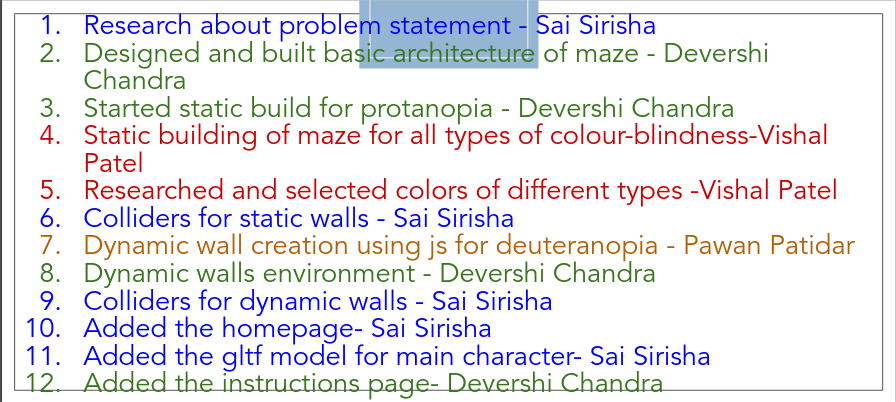 1. Research about problem statement - Sai Sirisha
2. Designed and built basic architecture of maze - Devershi
Chandra
3. Started static build for protanopia - Devershi Chandra
4. Static building of maze for all types of colour-blindness-Vishal
Patel
5. Researched and selected colors of different types -Vishal Patel
6. Colliders for static walls - Sai Sirisha
7. Dynamic wall creation using js for deuteranopia - Pawan Patidar
8. Dynamic walls environment - Devershi Chandra
9. Colliders for dynamic walls - Sai Sirisha
10. Added the homepage- Sai Sirisha
11. Added the gltf model for main character- Sai Sirisha
12. Added the instructions page- Devershi Chandra